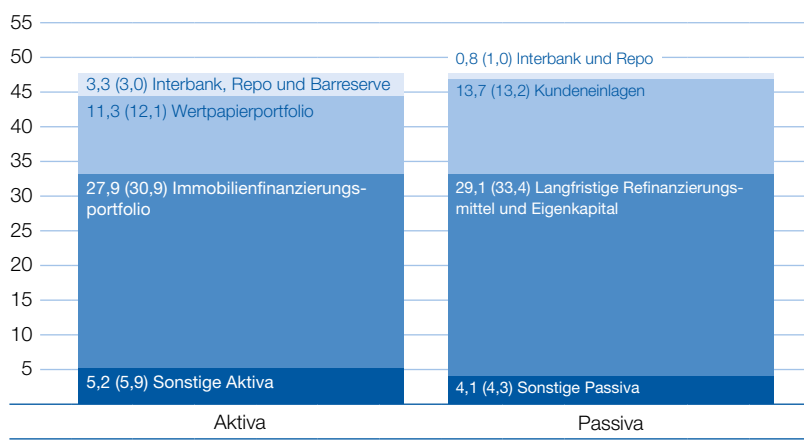 55
50
45
40
35
30
25
20
15
10
5
3,3 (3,0) Interbank, Repo und Barreserve
11,3 (12,1) Wertpapierportfolio
27,9 (30,9) Immobilienfinanzierungs-
portfolio
5,2 (5,9) Sonstige Aktiva
Aktiva
0,8 (1,0) Interbank und Repo
13,7 (13,2) Kundeneinlagen
29,1 (33,4) Langfristige Refinanzierungs-
mittel und Eigenkapital
4,1 (4,3) Sonstige Passiva
Passiva